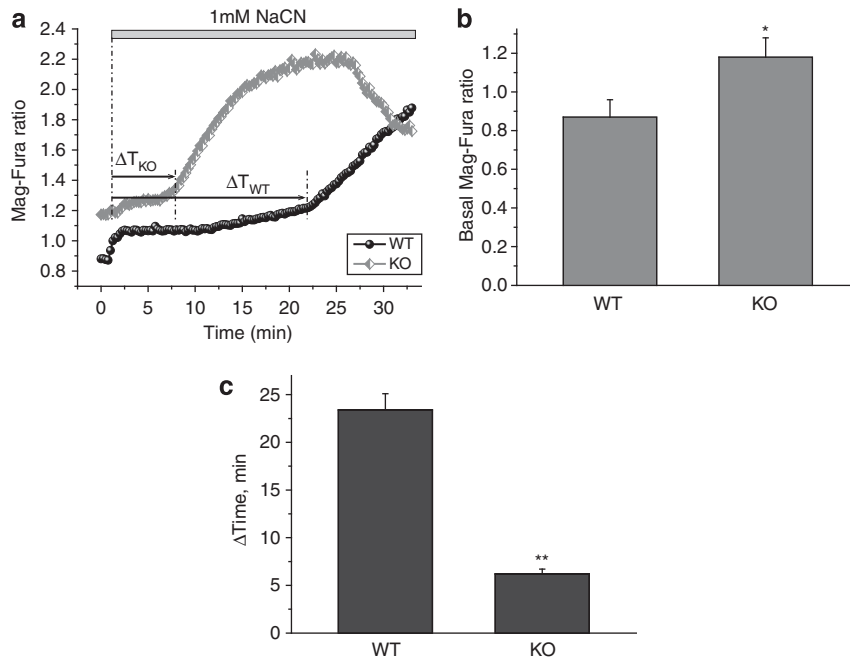 a
1mM NaCN
2.4
2.2
2.0
1.8
1.6
1.4
1.2
1.0
0.8
Mag-Fura ratio
ΔT_KO
ΔT_WT
WT
KO
0 5 10 15 20 25 30
Time (min)
b
*
1.2
1.0
0.8
0.6
0.4
0.2
0.0
Basal Mag-Fura ratio
WT KO
c
25
20
15
10
5
0
ΔTime, min
**
WT KO